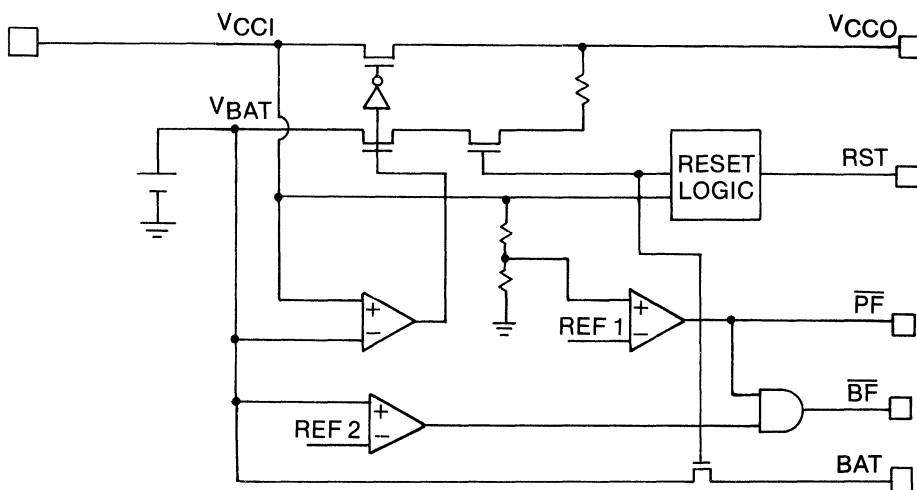 VCCI
VCCO
VBAT
RESET
LOGIC
RST
+
−
REF 1
+
−
PF
BF
REF 2
+
−
BAT